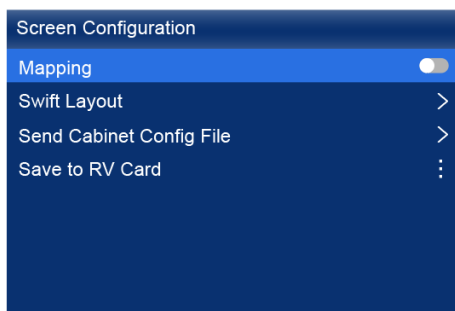 Screen Configuration
Mapping
Swift Layout
Send Cabinet Config File
Save to RV Card